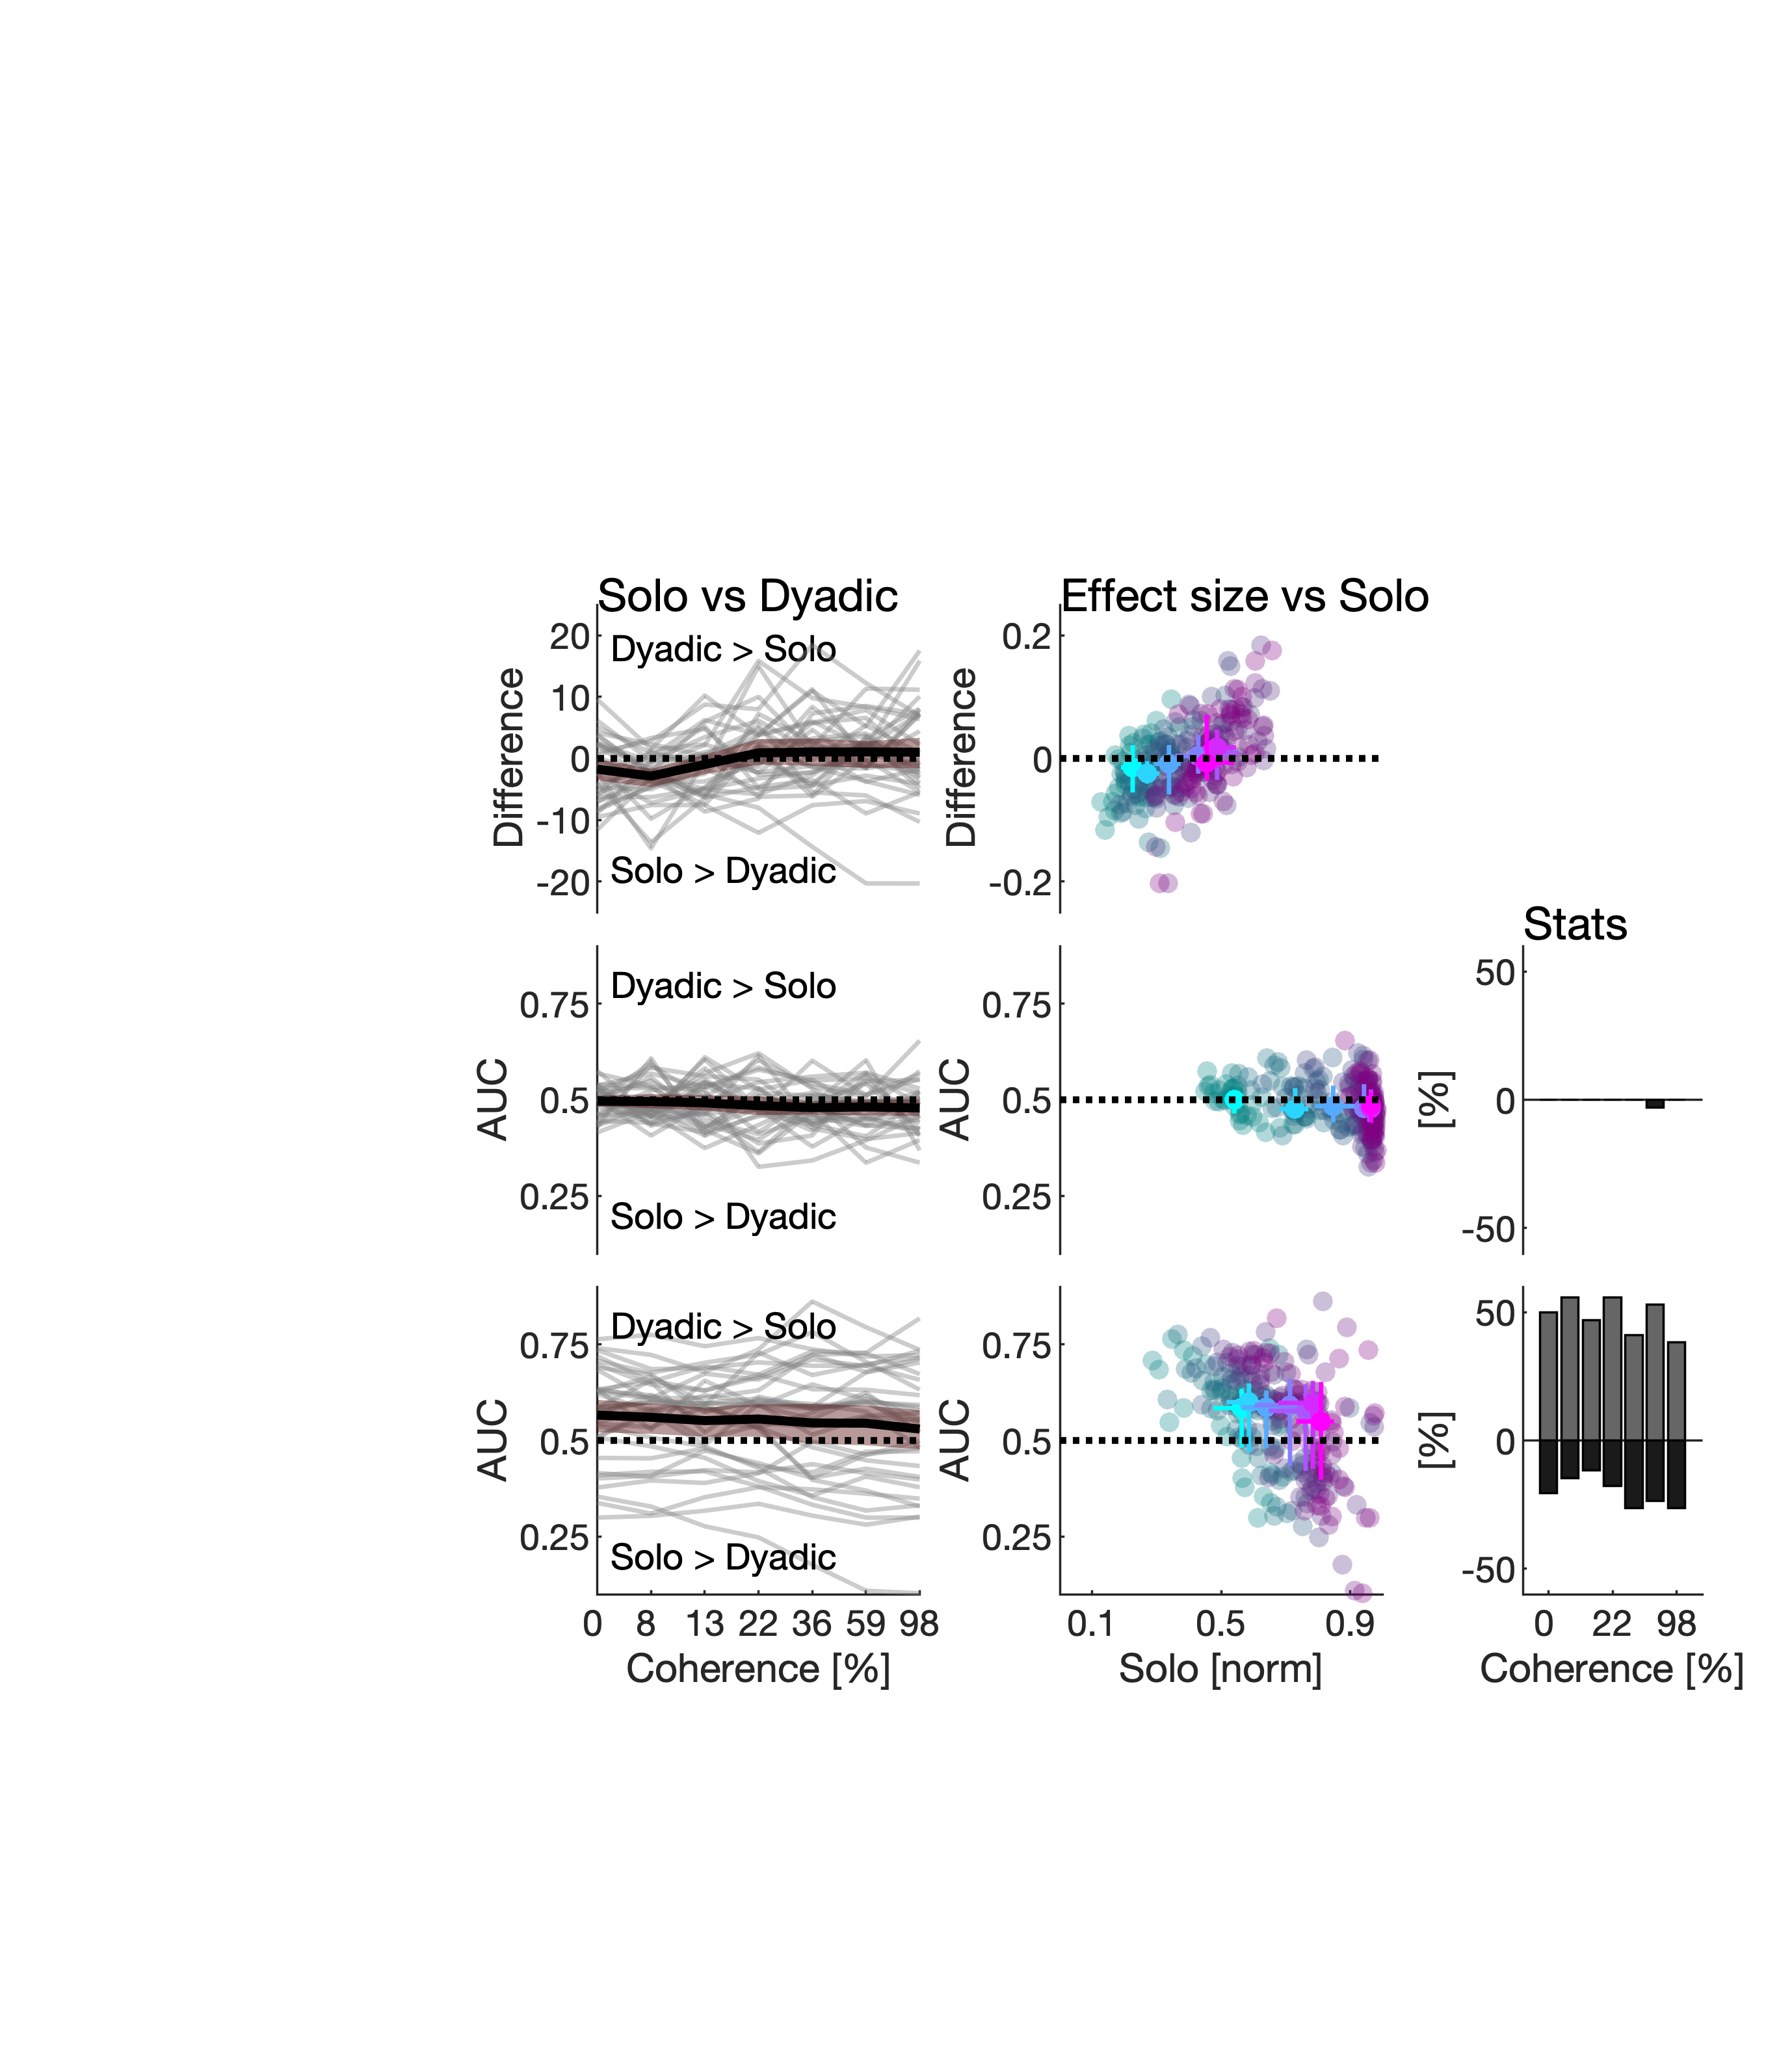 Solo vs Dyadic
Effect size vs Solo
20
10
0
-10
-20
Difference
Dyadic > Solo
Solo > Dyadic
0.2
0
-0.2
Difference
Stats
0.75
0.5
0.25
AUC
Dyadic > Solo
Solo > Dyadic
0.75
0.5
0.25
AUC
50
0
-50
[%]
0.75
0.5
0.25
AUC
Dyadic > Solo
Solo > Dyadic
0 8 13 22 36 59 98
Coherence [%]
0.75
0.5
0.25
AUC
0.1 0.5 0.9
Solo [norm]
50
0
-50
[%]
0 22 98
Coherence [%]